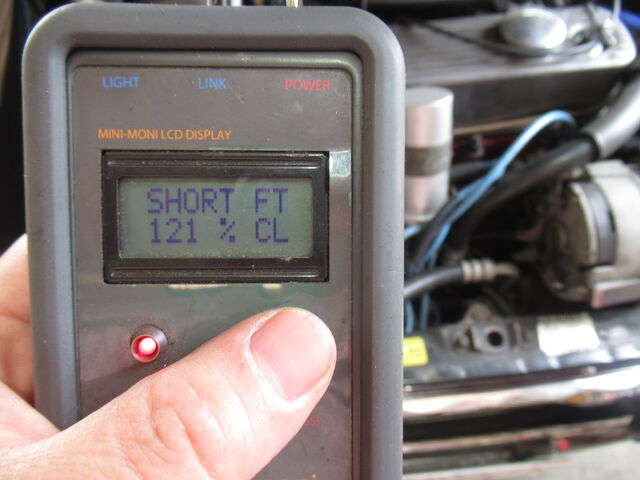 LIGHT LINK POWER
MINI-MONI LCD DISPLAY
SHORT FT
121 % CL